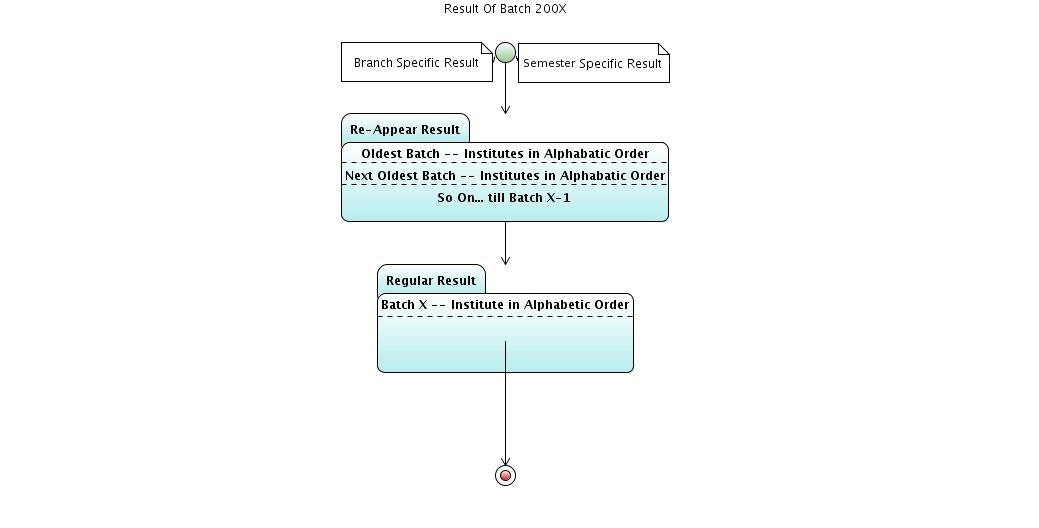 Result Of Batch 200X
Branch Specific Result
Semester Specific Result
Re-Appear Result
Oldest Batch -- Institutes in Alphabatic Order
Next Oldest Batch -- Institutes in Alphabatic Order
So On... till Batch X-1
Regular Result
Batch X -- Institute in Alphabetic Order